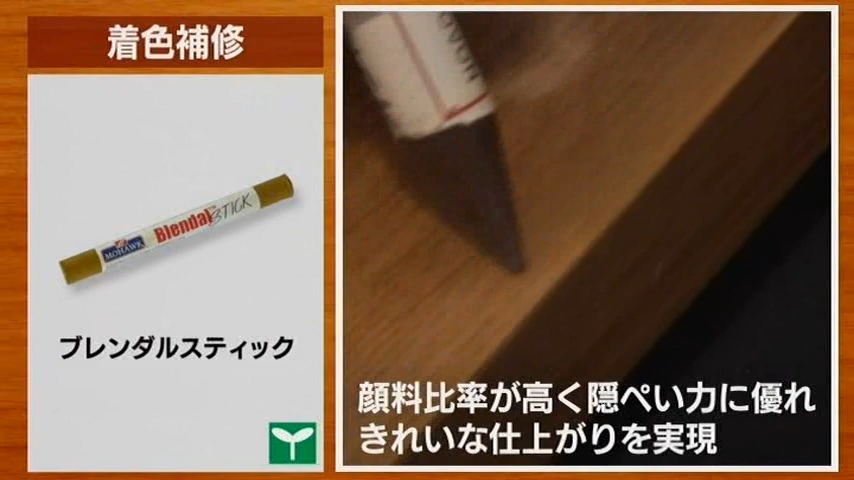 着色補修
Blendal STICK
MOHAWK
ブレンダルスティック
顔料比率が高く隠ぺい力に優れ
きれいな仕上がりを実現